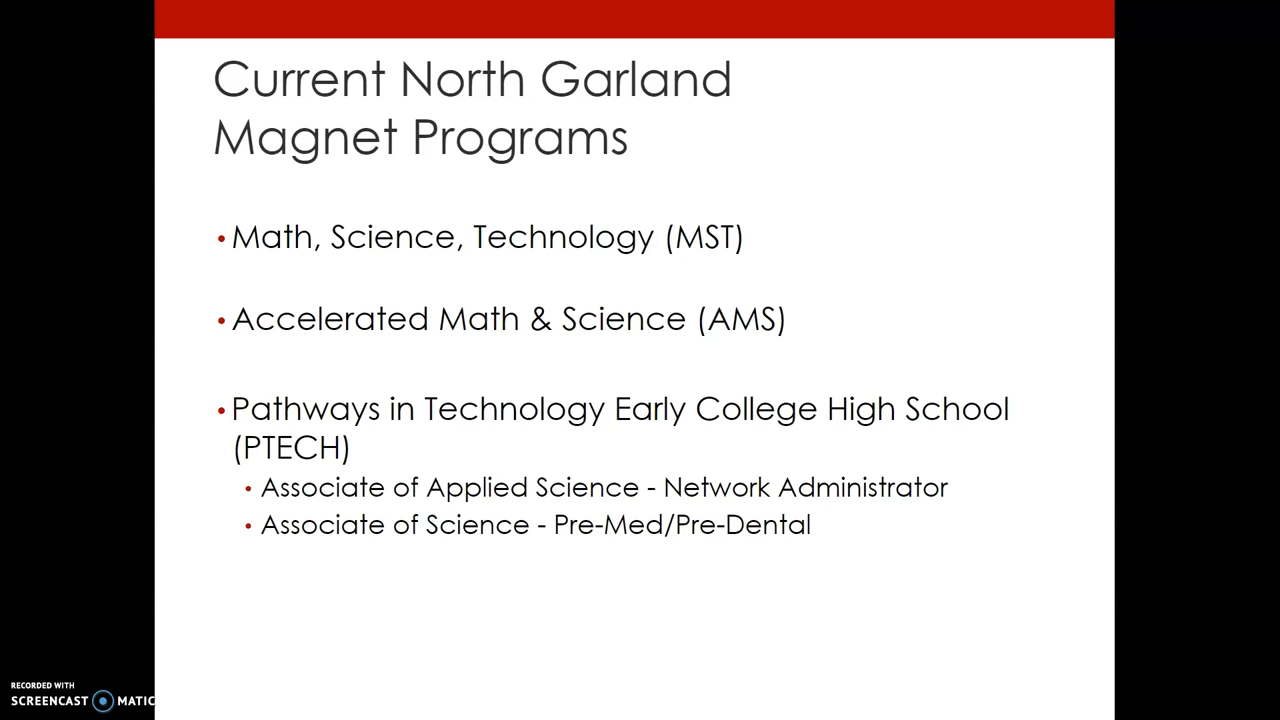 Current North Garland
Magnet Programs
• Math, Science, Technology (MST)
• Accelerated Math & Science (AMS)
• Pathways in Technology Early College High School
(PTECH)
• Associate of Applied Science - Network Administrator
• Associate of Science - Pre-Med/Pre-Dental
RECORDED WITH
SCREENCAST MATIC